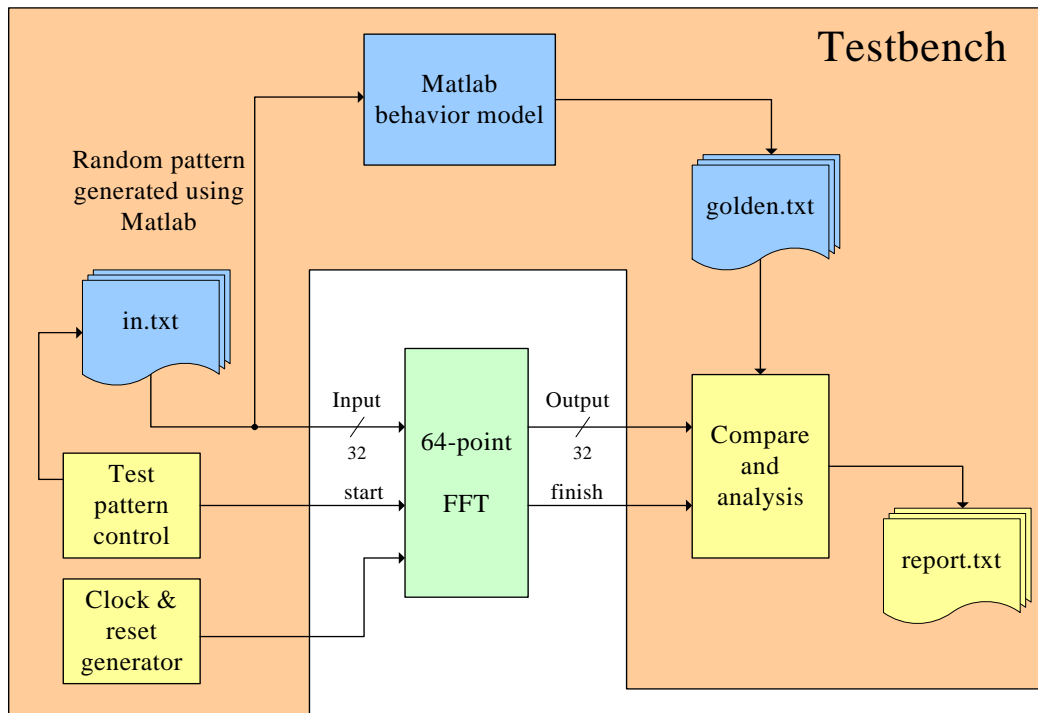 Testbench
Matlab
behavior model
Random pattern
generated using
Matlab
golden.txt
in.txt
Input
32
Output
32
64-point
FFT
Compare
and
analysis
Test
pattern
control
start
finish
report.txt
Clock &
reset
generator